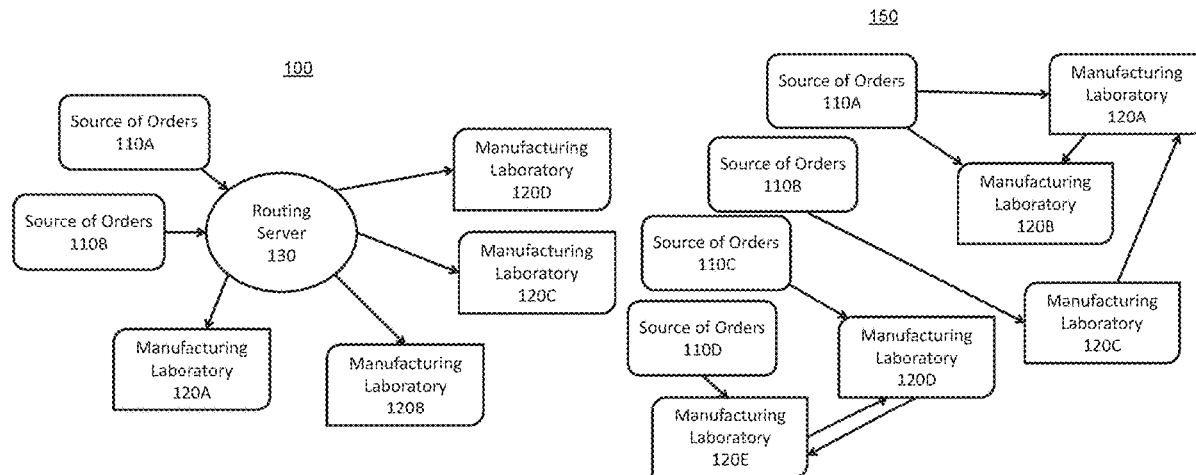 100
Source of Orders
110A
Source of Orders
110B
Routing
Server
130
Manufacturing
Laboratory
120D
Manufacturing
Laboratory
120C
Manufacturing
Laboratory
120A
Manufacturing
Laboratory
120B
150
Source of Orders
110A
Manufacturing
Laboratory
120A
Source of Orders
110B
Manufacturing
Laboratory
120B
Source of Orders
110C
Manufacturing
Laboratory
120C
Source of Orders
110D
Manufacturing
Laboratory
120D
Manufacturing
Laboratory
120E